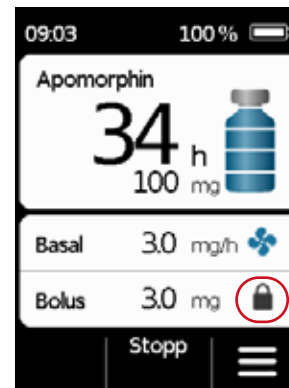 09:03 100 %
Apomorphin
34 h
100 mg
Basal 3.0 mg/h
Bolus 3.0 mg
Stopp